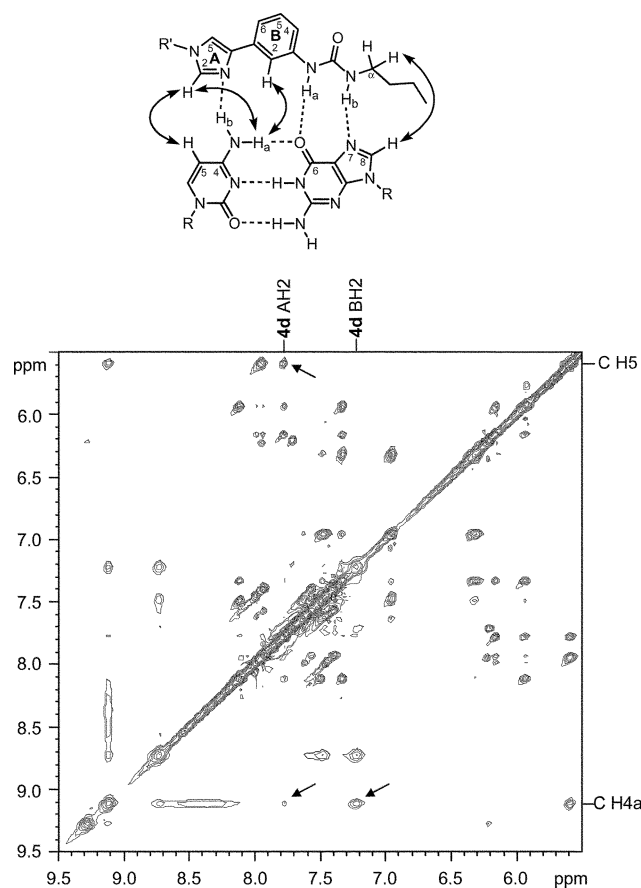 6 5 B 4 2
R' N 5 A 2 N
O
H H
N N α
H H
H Hₐ H_b
H_b
H N H Hₐ O N H
5 4 6 7 8
N H N N R
R N O H N
H
4d AH2
4d BH2
ppm
C H5
6.0
6.5
7.0
7.5
8.0
8.5
9.0
C H4a
9.5
9.5 9.0 8.5 8.0 7.5 7.0 6.5 6.0 ppm